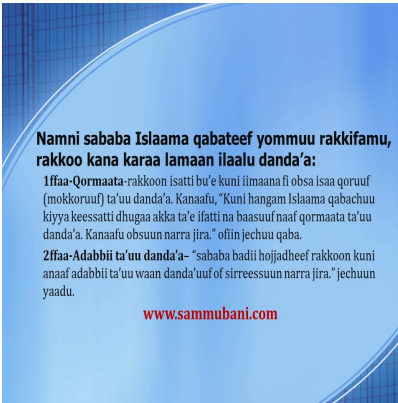 Namni sababa Islaama qabateef yommuu rakkifamu,
rakkoo kana karaa lamaan ilaalu danda’a:
1ffaa-Qormaata-rakkoon isatti bu’e kuni iimaana fi obsa isaa qoruuf
(mokkoruuf) ta’uu danda’a. Kanaafu, “Kuni hangam Islaama qabachuu
kiyya keessatti dhugaa akka ta’e ifatti na baasuuf naaf qormaata ta’uu
danda’a. Kanaafu obsuun narra jira.” ofiin jechuu qaba.
2ffaa-Adabbii ta’uu danda’a– “sababa badii hojjadheef rakkoon kuni
anaaf adabbii ta’uu waan danda’uuf of sirreessuun narra jira.” jechuun
yaadu.
www.sammubani.com